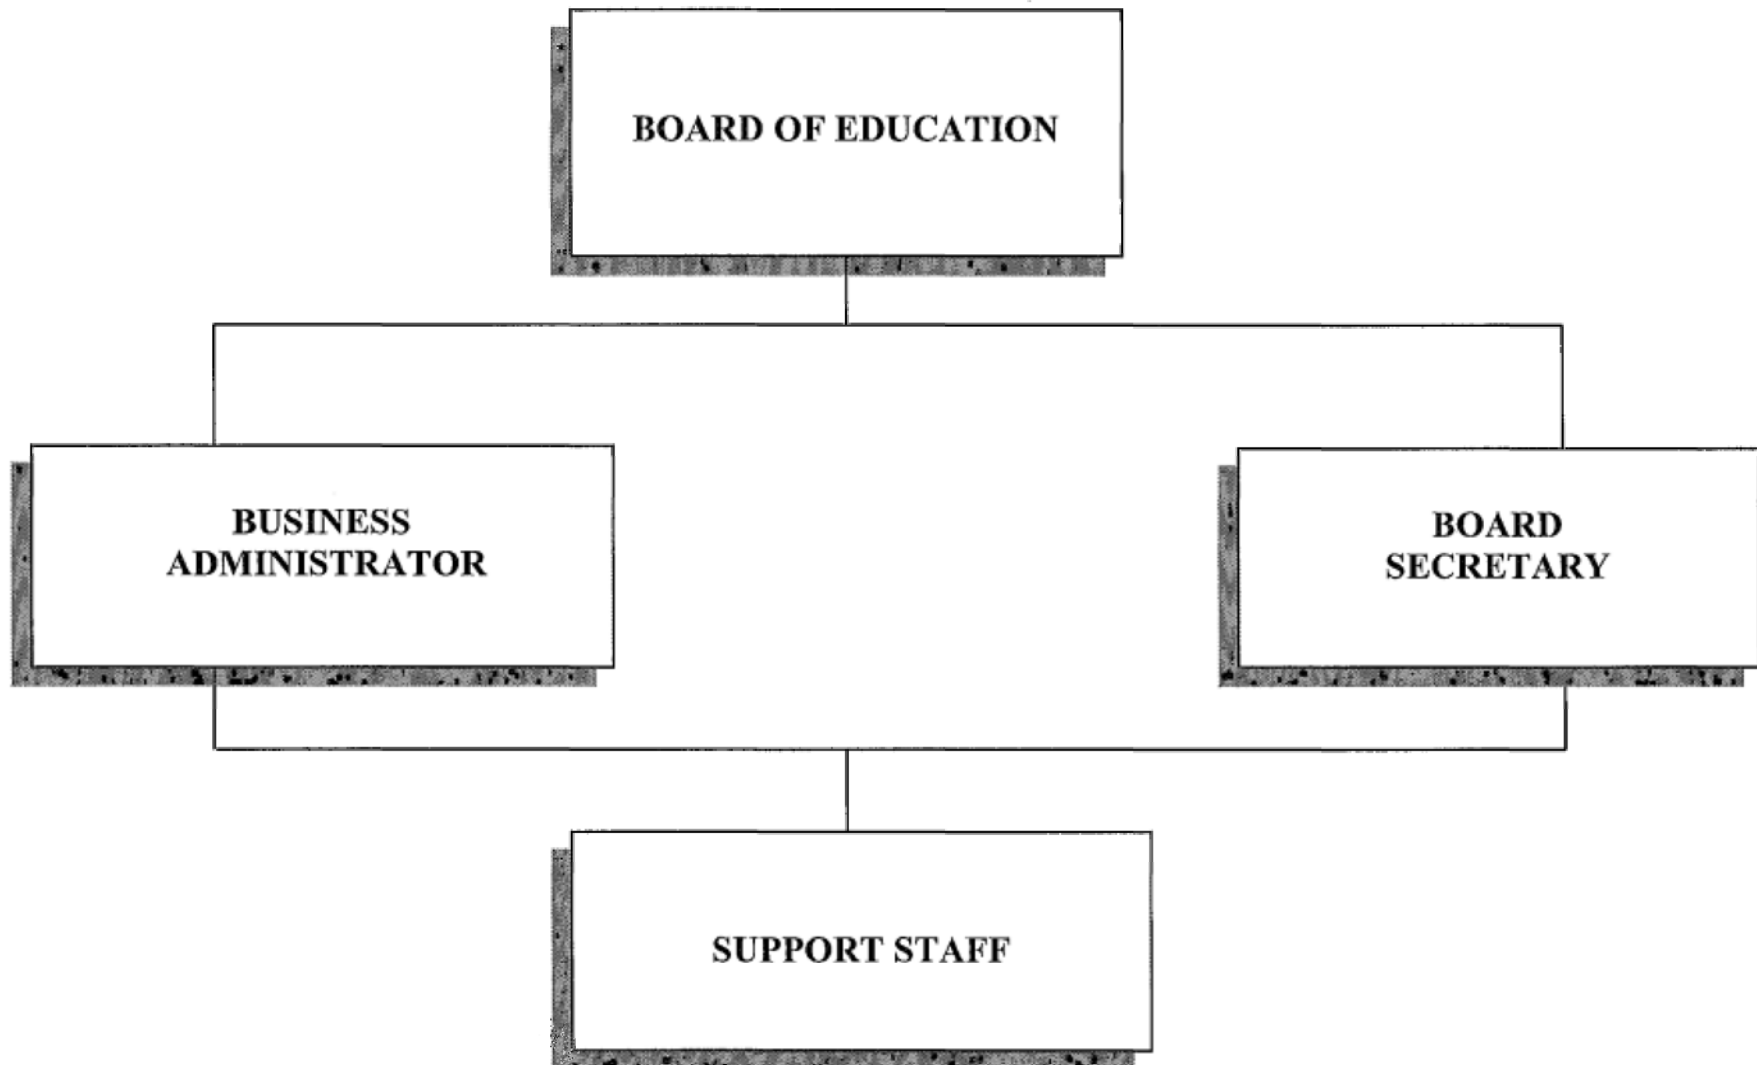 BOARD OF EDUCATION
BUSINESS
ADMINISTRATOR
BOARD
SECRETARY
SUPPORT STAFF